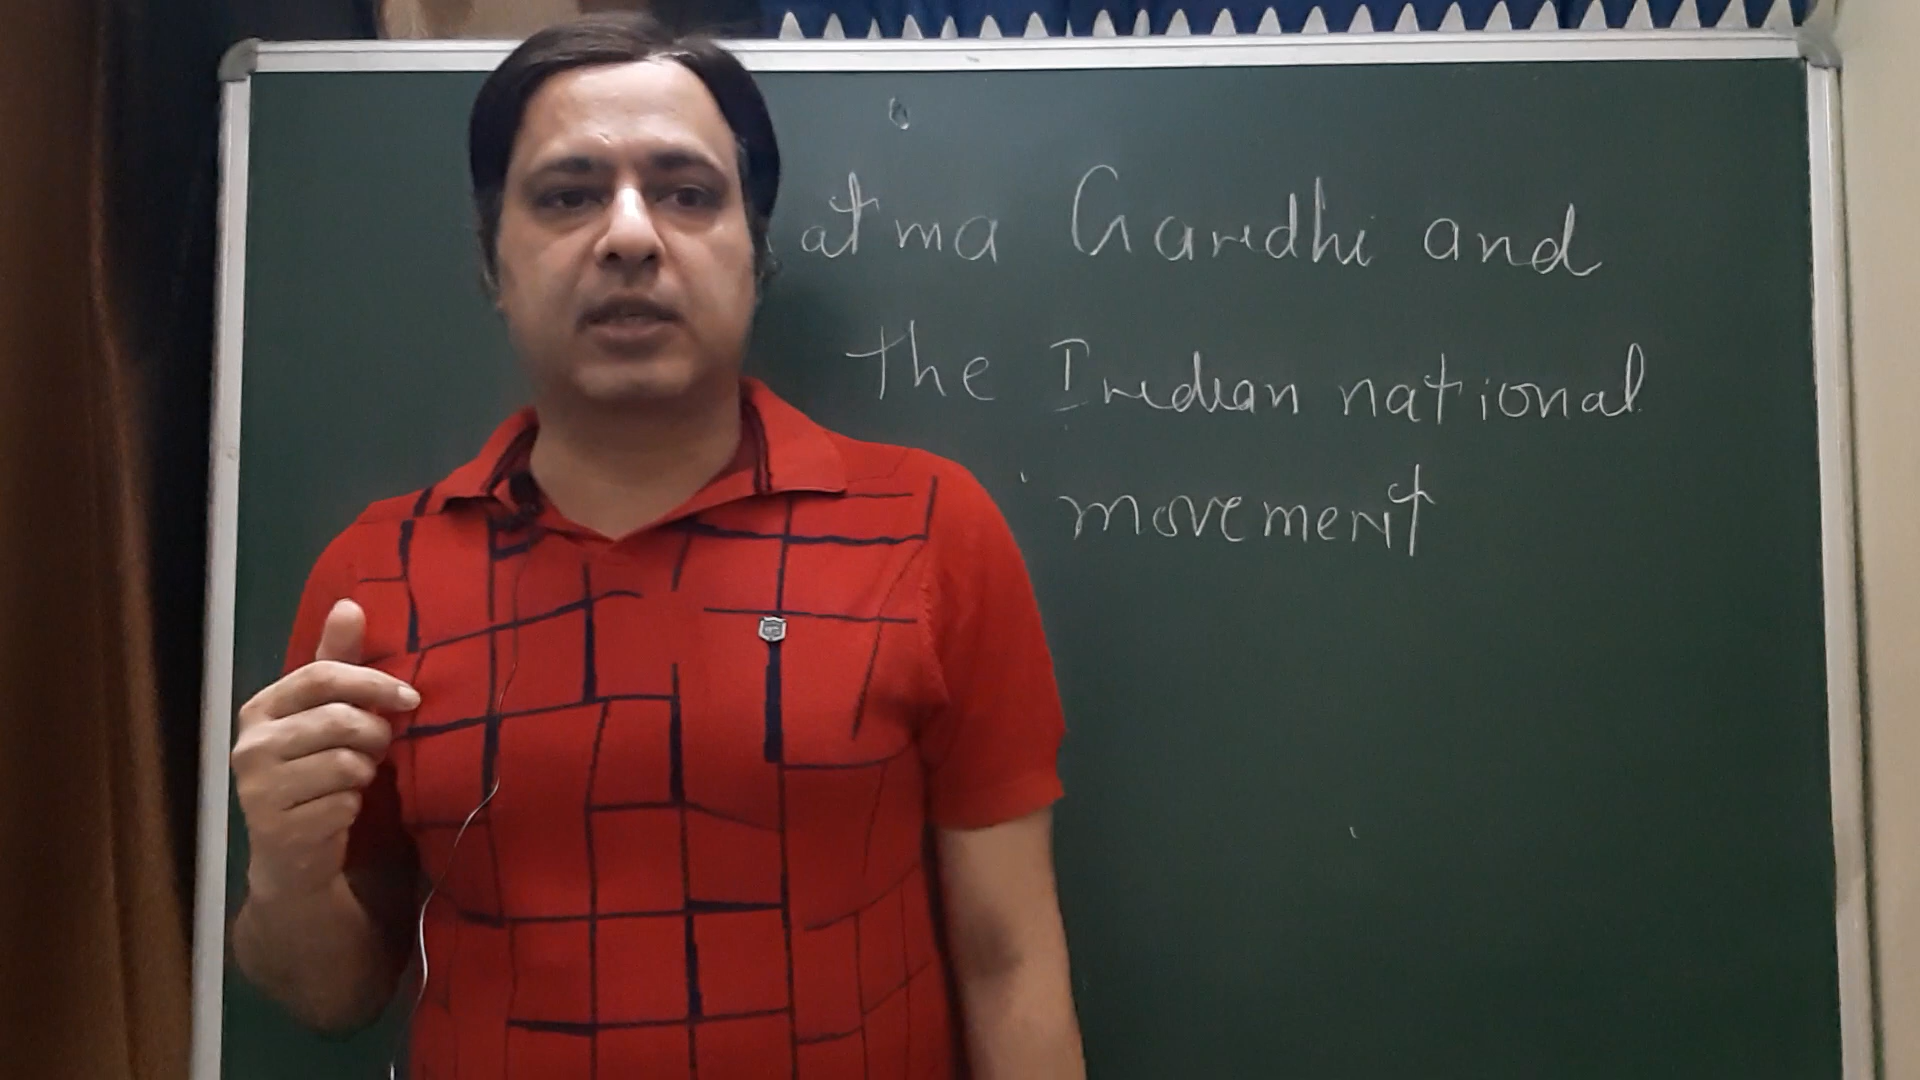 atma Gandhi and
the Indian national
movement